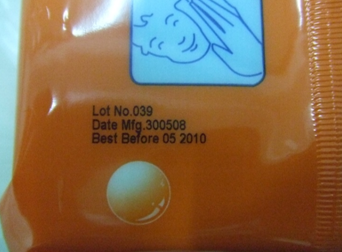 Lot No.039
Date Mfg.300508
Best Before 05 2010